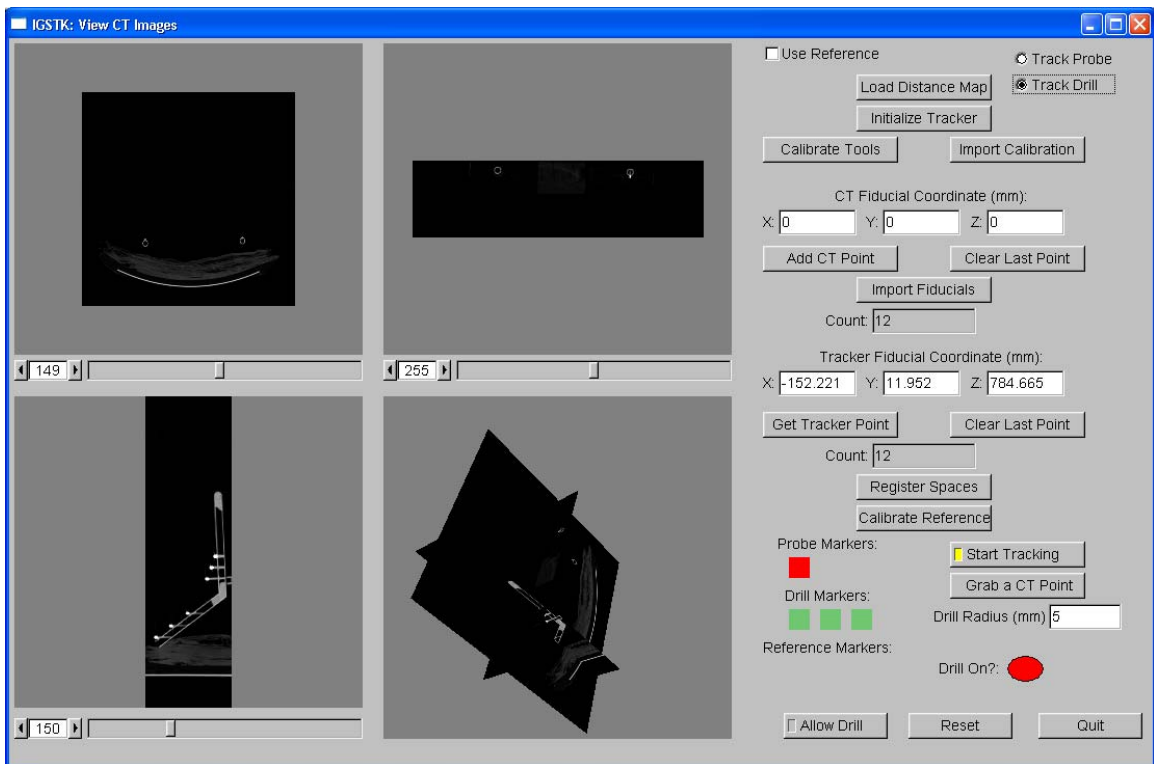 IGSTK: View CT Images
Use Reference
Track Probe
Load Distance Map
Track Drill
Initialize Tracker
Calibrate Tools Import Calibration
CT Fiducial Coordinate (mm):
X: 0 Y: 0 Z: 0
Add CT Point Clear Last Point
Import Fiducials
Count: 12
149 255
Tracker Fiducial Coordinate (mm):
X: -152.221 Y: 11.952 Z: 784.665
Get Tracker Point Clear Last Point
Count: 12
Register Spaces
Calibrate Reference
Probe Markers:
Start Tracking
Grab a CT Point
Drill Markers:
Drill Radius (mm) 5
Reference Markers:
Drill On?:
150
Allow Drill Reset Quit